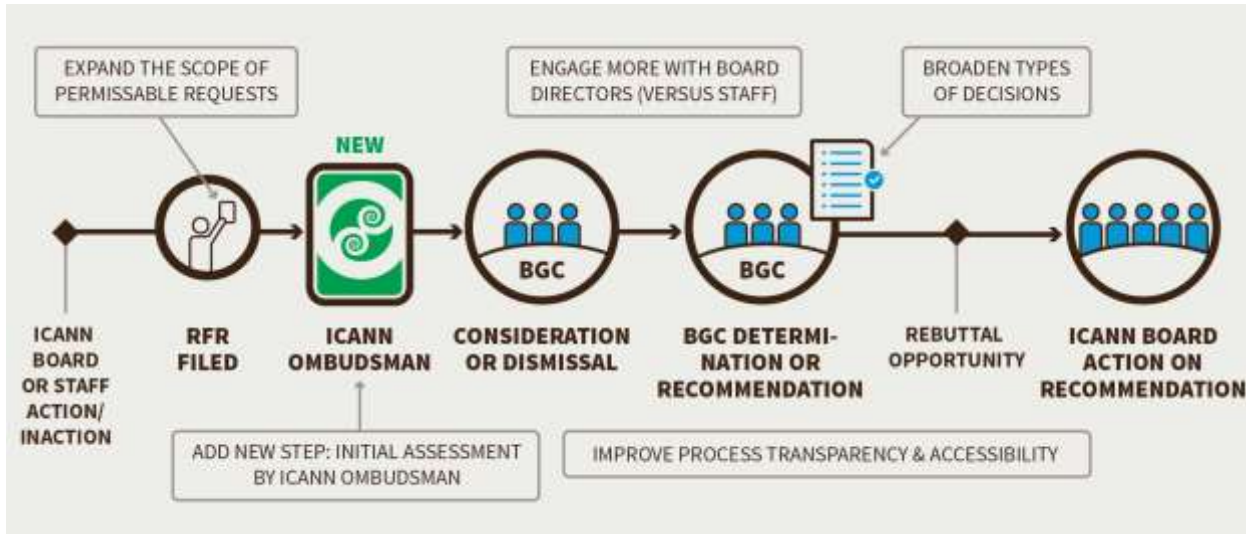 EXPAND THE SCOPE OF
PERMISSABLE REQUESTS
ENGAGE MORE WITH BOARD
DIRECTORS (VERSUS STAFF)
BROADEN TYPES
OF DECISIONS
NEW
BGC
BGC
ICANN
BOARD
OR STAFF
ACTION/
INACTION
RFR
FILED
ICANN
OMBUDSMAN
CONSIDERATION
OR DISMISSAL
BGC DETERMI-
NATION OR
RECOMMENDATION
REBUTTAL
OPPORTUNITY
ICANN BOARD
ACTION ON
RECOMMENDATION
ADD NEW STEP: INITIAL ASSESSMENT
BY ICANN OMBUDSMAN
IMPROVE PROCESS TRANSPARENCY & ACCESSIBILITY